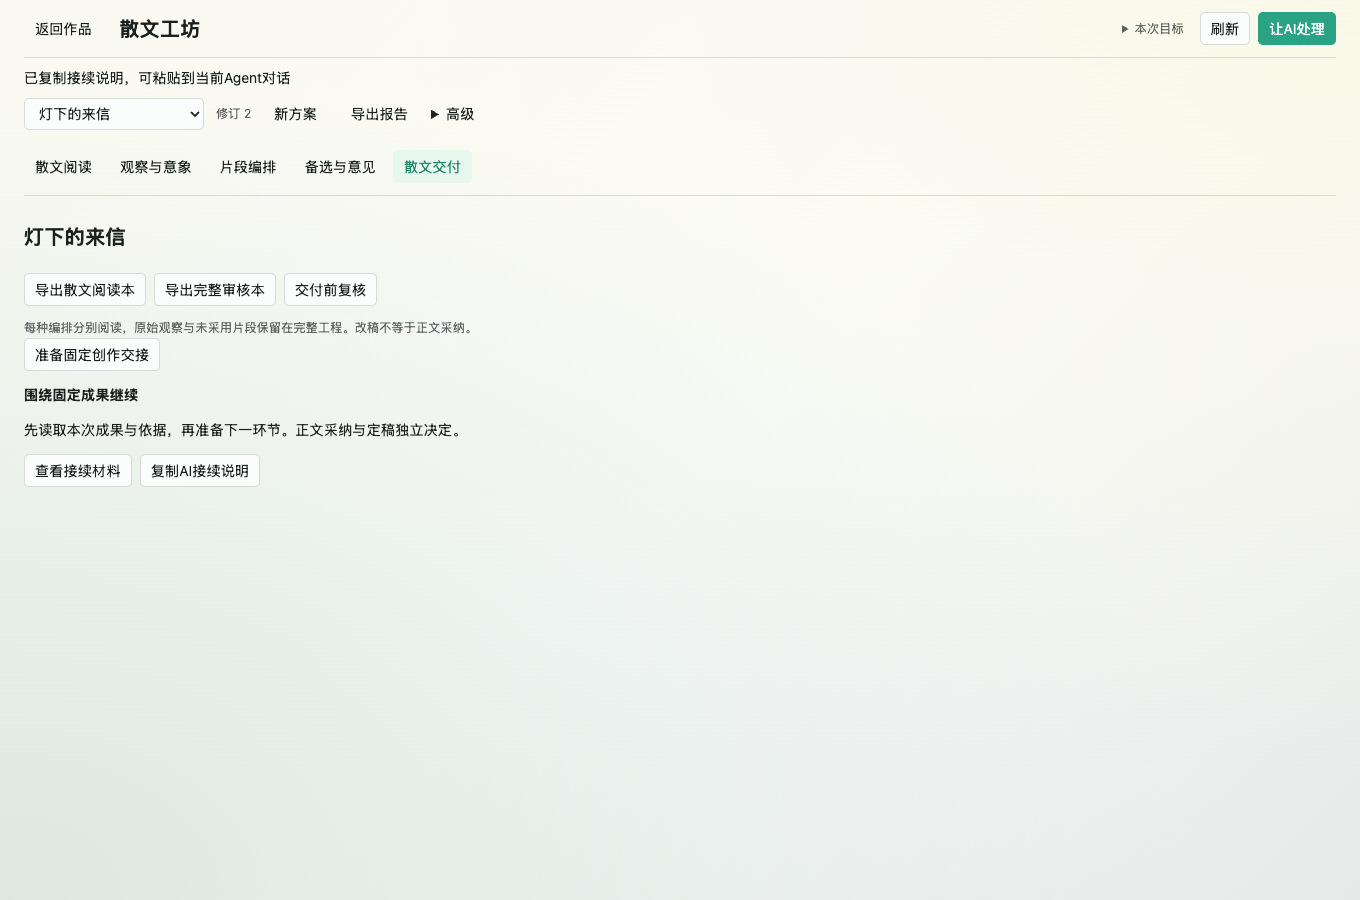 返回作品
散文工坊
本次目标
刷新
让AI处理
已复制接续说明，可粘贴到当前Agent对话
灯下的来信
修订 2
新方案
导出报告
高级
散文阅读
观察与意象
片段编排
备选与意见
散文交付
灯下的来信
导出散文阅读本
导出完整审核本
交付前复核
每种编排分别阅读，原始观察与未采用片段保留在完整工程。改稿不等于正文采纳。
准备固定创作交接
围绕固定成果继续
先读取本次成果与依据，再准备下一环节。正文采纳与定稿独立决定。
查看接续材料
复制AI接续说明